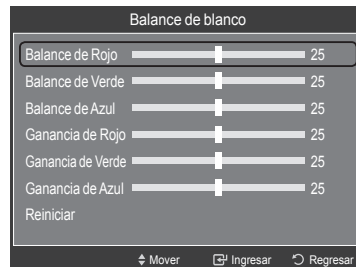 Balance de blanco
Balance de Rojo 25
Balance de Verde 25
Balance de Azul 25
Ganancia de Rojo 25
Ganancia de Verde 25
Ganancia de Azul 25
Reiniciar
Mover Ingresar Regresar